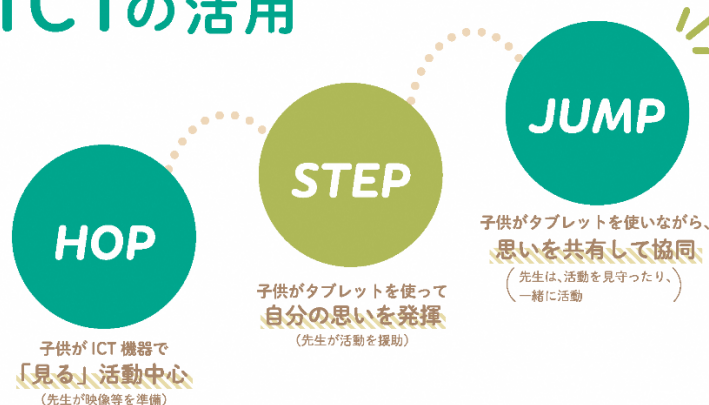 ICTの活用
HOP
子供が ICT 機器で
「見る」活動中心
（先生が映像等を準備）
STEP
子供がタブレットを使って
自分の思いを発揮
（先生が活動を援助）
JUMP
子供がタブレットを使いながら、
思いを共有して協同
（先生は、活動を見守ったり、
一緒に活動）